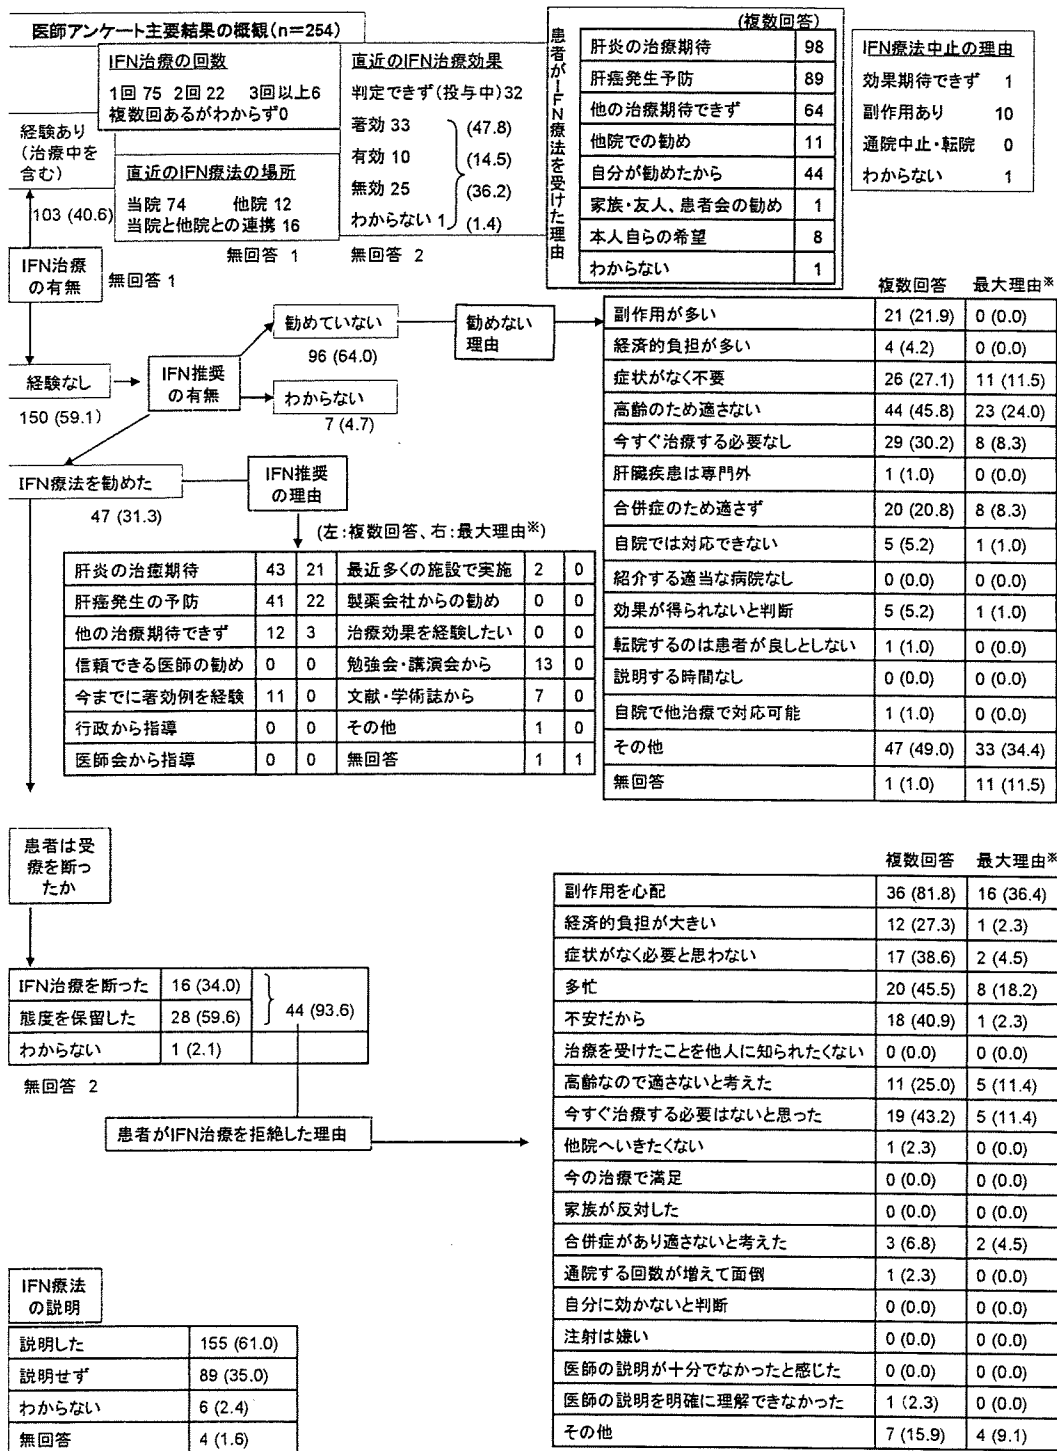 医師アンケート主要結果の概観(n=254)
IFN治療の回数
1回 75 2回 22 3回以上6
複数回あるがわからず0
経験あり
(治療中を
含む)
103 (40.6)
直近のIFN療法の場所
当院 74 他院 12
当院と他院との連携 16
無回答 1
直近のIFN治療効果
判定できず(投与中)32
著効 33 (47.8)
有効 10 (14.5)
無効 25 (36.2)
わからない 1 (1.4)
無回答 2
患者がIFN療法を受けた理由
(複数回答)
肝炎の治療期待 98
肝癌発生予防 89
他の治療期待できず 64
他院での勧め 11
自分が勧めたから 44
家族・友人、患者会の勧め 1
本人自らの希望 8
わからない 1
IFN療法中止の理由
効果期待できず 1
副作用あり 10
通院中止・転院 0
わからない 1
IFN治療
の有無
無回答 1
経験なし
150 (59.1)
IFN推奨
の有無
勧めていない
96 (64.0)
わからない
7 (4.7)
勧めない
理由
複数回答 最大理由※
副作用が多い 21 (21.9) 0 (0.0)
経済的負担が多い 4 (4.2) 0 (0.0)
症状がなく不要 26 (27.1) 11 (11.5)
高齢のため適さない 44 (45.8) 23 (24.0)
今すぐ治療する必要なし 29 (30.2) 8 (8.3)
肝臓疾患は専門外 1 (1.0) 0 (0.0)
合併症のため適さず 20 (20.8) 8 (8.3)
自院では対応できない 5 (5.2) 1 (1.0)
紹介する適当な病院なし 0 (0.0) 0 (0.0)
効果が得られないと判断 5 (5.2) 1 (1.0)
転院するのは患者が良しとしない 1 (1.0) 0 (0.0)
説明する時間なし 0 (0.0) 0 (0.0)
自院で他治療で対応可能 1 (1.0) 0 (0.0)
その他 47 (49.0) 33 (34.4)
無回答 1 (1.0) 11 (11.5)
IFN療法を勧めた
47 (31.3)
IFN推奨
の理由
(左:複数回答、右:最大理由※)
肝炎の治癒期待 43 21 最近多くの施設で実施 2 0
肝癌発生の予防 41 22 製薬会社からの勧め 0 0
他の治療期待できず 12 3 治療効果を経験したい 0 0
信頼できる医師の勧め 0 0 勉強会・講演会から 13 0
今までに著効例を経験 11 0 文献・学術誌から 7 0
行政から指導 0 0 その他 1 0
医師会から指導 0 0 無回答 1 1
患者は受
療を断っ
たか
IFN治療を断った 16 (34.0)
態度を保留した 28 (59.6) 44 (93.6)
わからない 1 (2.1)
無回答 2
患者がIFN治療を拒絶した理由
複数回答 最大理由※
副作用を心配 36 (81.8) 16 (36.4)
経済的負担が大きい 12 (27.3) 1 (2.3)
症状がなく必要と思わない 17 (38.6) 2 (4.5)
多忙 20 (45.5) 8 (18.2)
不安だから 18 (40.9) 1 (2.3)
治療を受けたことを他人に知られたくない 0 (0.0) 0 (0.0)
高齢なので適さないと考えた 11 (25.0) 5 (11.4)
今すぐ治療する必要はないと思った 19 (43.2) 5 (11.4)
他院へいきたくない 1 (2.3) 0 (0.0)
今の治療で満足 0 (0.0) 0 (0.0)
家族が反対した 0 (0.0) 0 (0.0)
合併症があり適さないと考えた 3 (6.8) 2 (4.5)
通院する回数が増えて面倒 1 (2.3) 0 (0.0)
自分に効かないと判断 0 (0.0) 0 (0.0)
注射は嫌い 0 (0.0) 0 (0.0)
医師の説明が十分でなかったと感じた 0 (0.0) 0 (0.0)
医師の説明を明確に理解できなかった 1 (2.3) 0 (0.0)
その他 7 (15.9) 4 (9.1)
IFN療法
の説明
説明した 155 (61.0)
説明せず 89 (35.0)
わからない 6 (2.4)
無回答 4 (1.6)